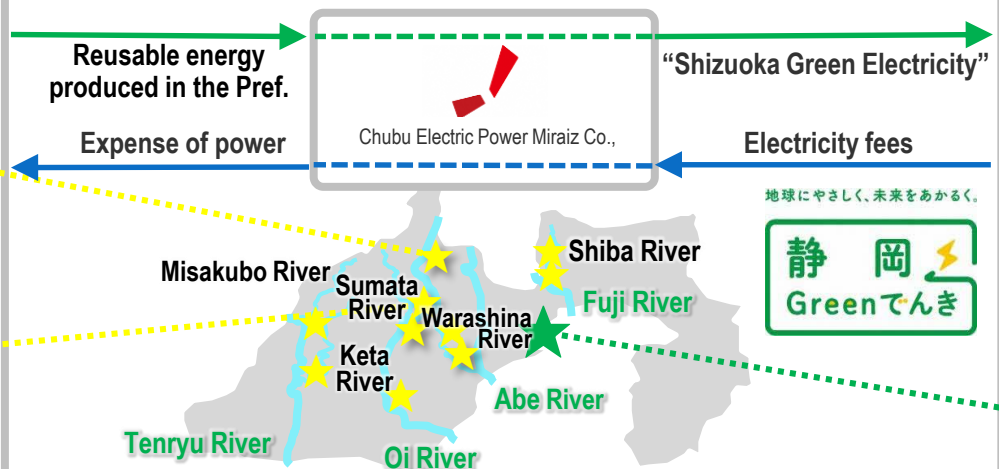 Reusable energy
produced in the Pref.
“Shizuoka Green Electricity”
Chubu Electric Power Miraiz Co.,
Expense of power
Electricity fees
地球にやさしく、未来をあかるく。
静岡
Greenでんき
Misakubo River
Sumata
River
Warashina
River
Shiba River
Fuji River
Keta
River
Abe River
Tenryu River
Oi River